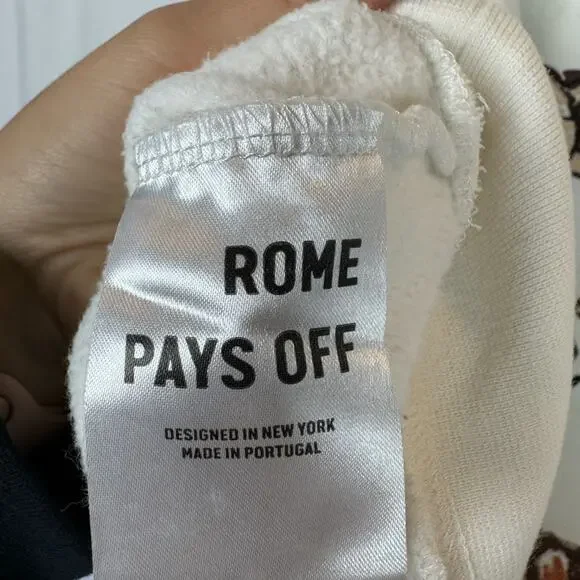 ROME
PAYS OFF
DESIGNED IN NEW YORK
MADE IN PORTUGAL